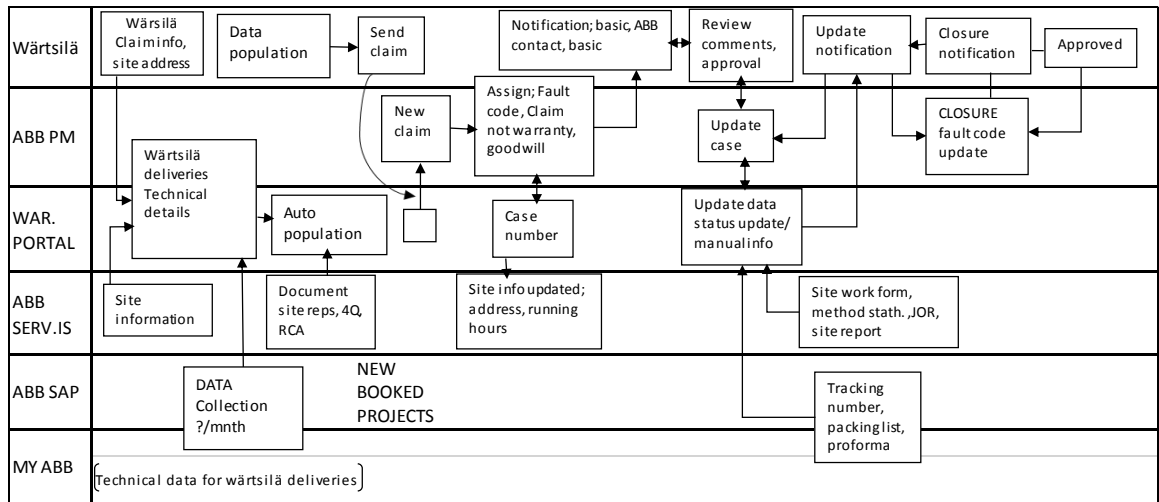 Wärtsilä
Wärsilä
Claim info,
site address
Data
population
Send
claim
Notification; basic, ABB
contact, basic
Review
comments,
approval
Update
notification
Closure
notification
Approved
ABB PM
New
claim
Assign; Fault
code, Claim
not warranty,
goodwill
Update
case
CLOSURE
fault code
update
Wärtsilä
deliveries
Technical
details
WAR.
PORTAL
Auto
population
Case
number
Update data
status update/
manual info
ABB
SERV.IS
Site
information
Document
site reps, 4Q,
RCA
Site info updated;
address, running
hours
Site work form,
method stath. ,JOR,
site report
ABB SAP
DATA
Collection
?/mnth
NEW
BOOKED
PROJECTS
Tracking
number,
packing list,
proforma
MY ABB
Technical data for wärtsilä deliveries